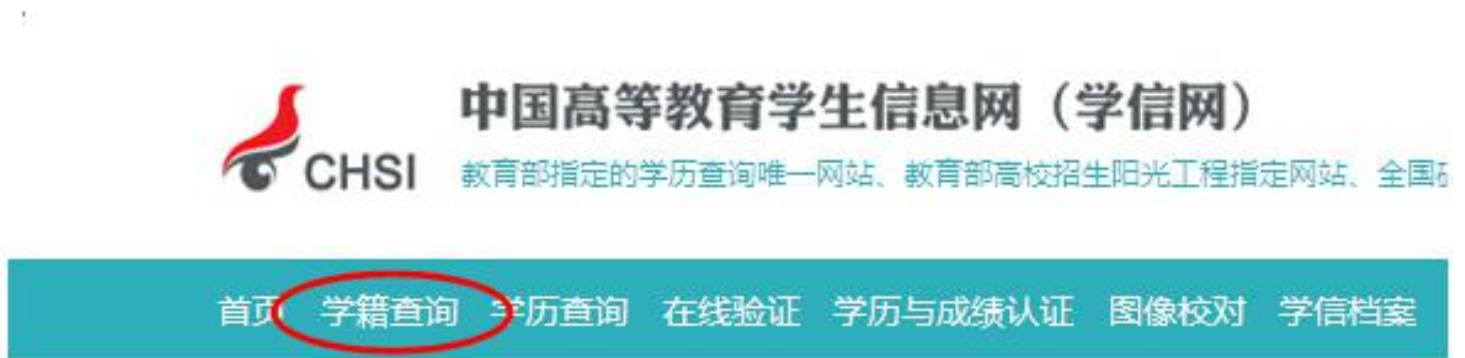 中国高等教育学生信息网（学信网）
CHSI
教育部指定的学历查询唯一网站、教育部高校招生阳光工程指定网站、全国
首页 学籍查询 学历查询 在线验证 学历与成绩认证 图像校对 学信档案